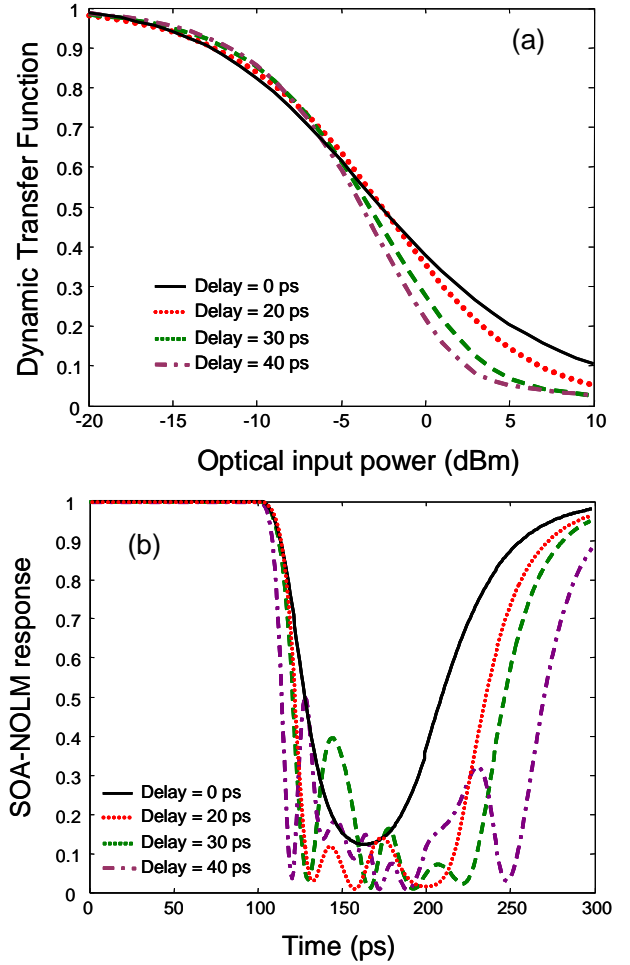 1
0.9
0.8
0.7
0.6
0.5
0.4
0.3
0.2
0.1
0
Dynamic Transfer Function
(a)
Delay = 0 ps
Delay = 20 ps
Delay = 30 ps
Delay = 40 ps
-20 -15 -10 -5 0 5 10
Optical input power (dBm)
1
0.9
0.8
0.7
0.6
0.5
0.4
0.3
0.2
0.1
0
SOA-NOLM response
(b)
Delay = 0 ps
Delay = 20 ps
Delay = 30 ps
Delay = 40 ps
0 50 100 150 200 250 300
Time (ps)